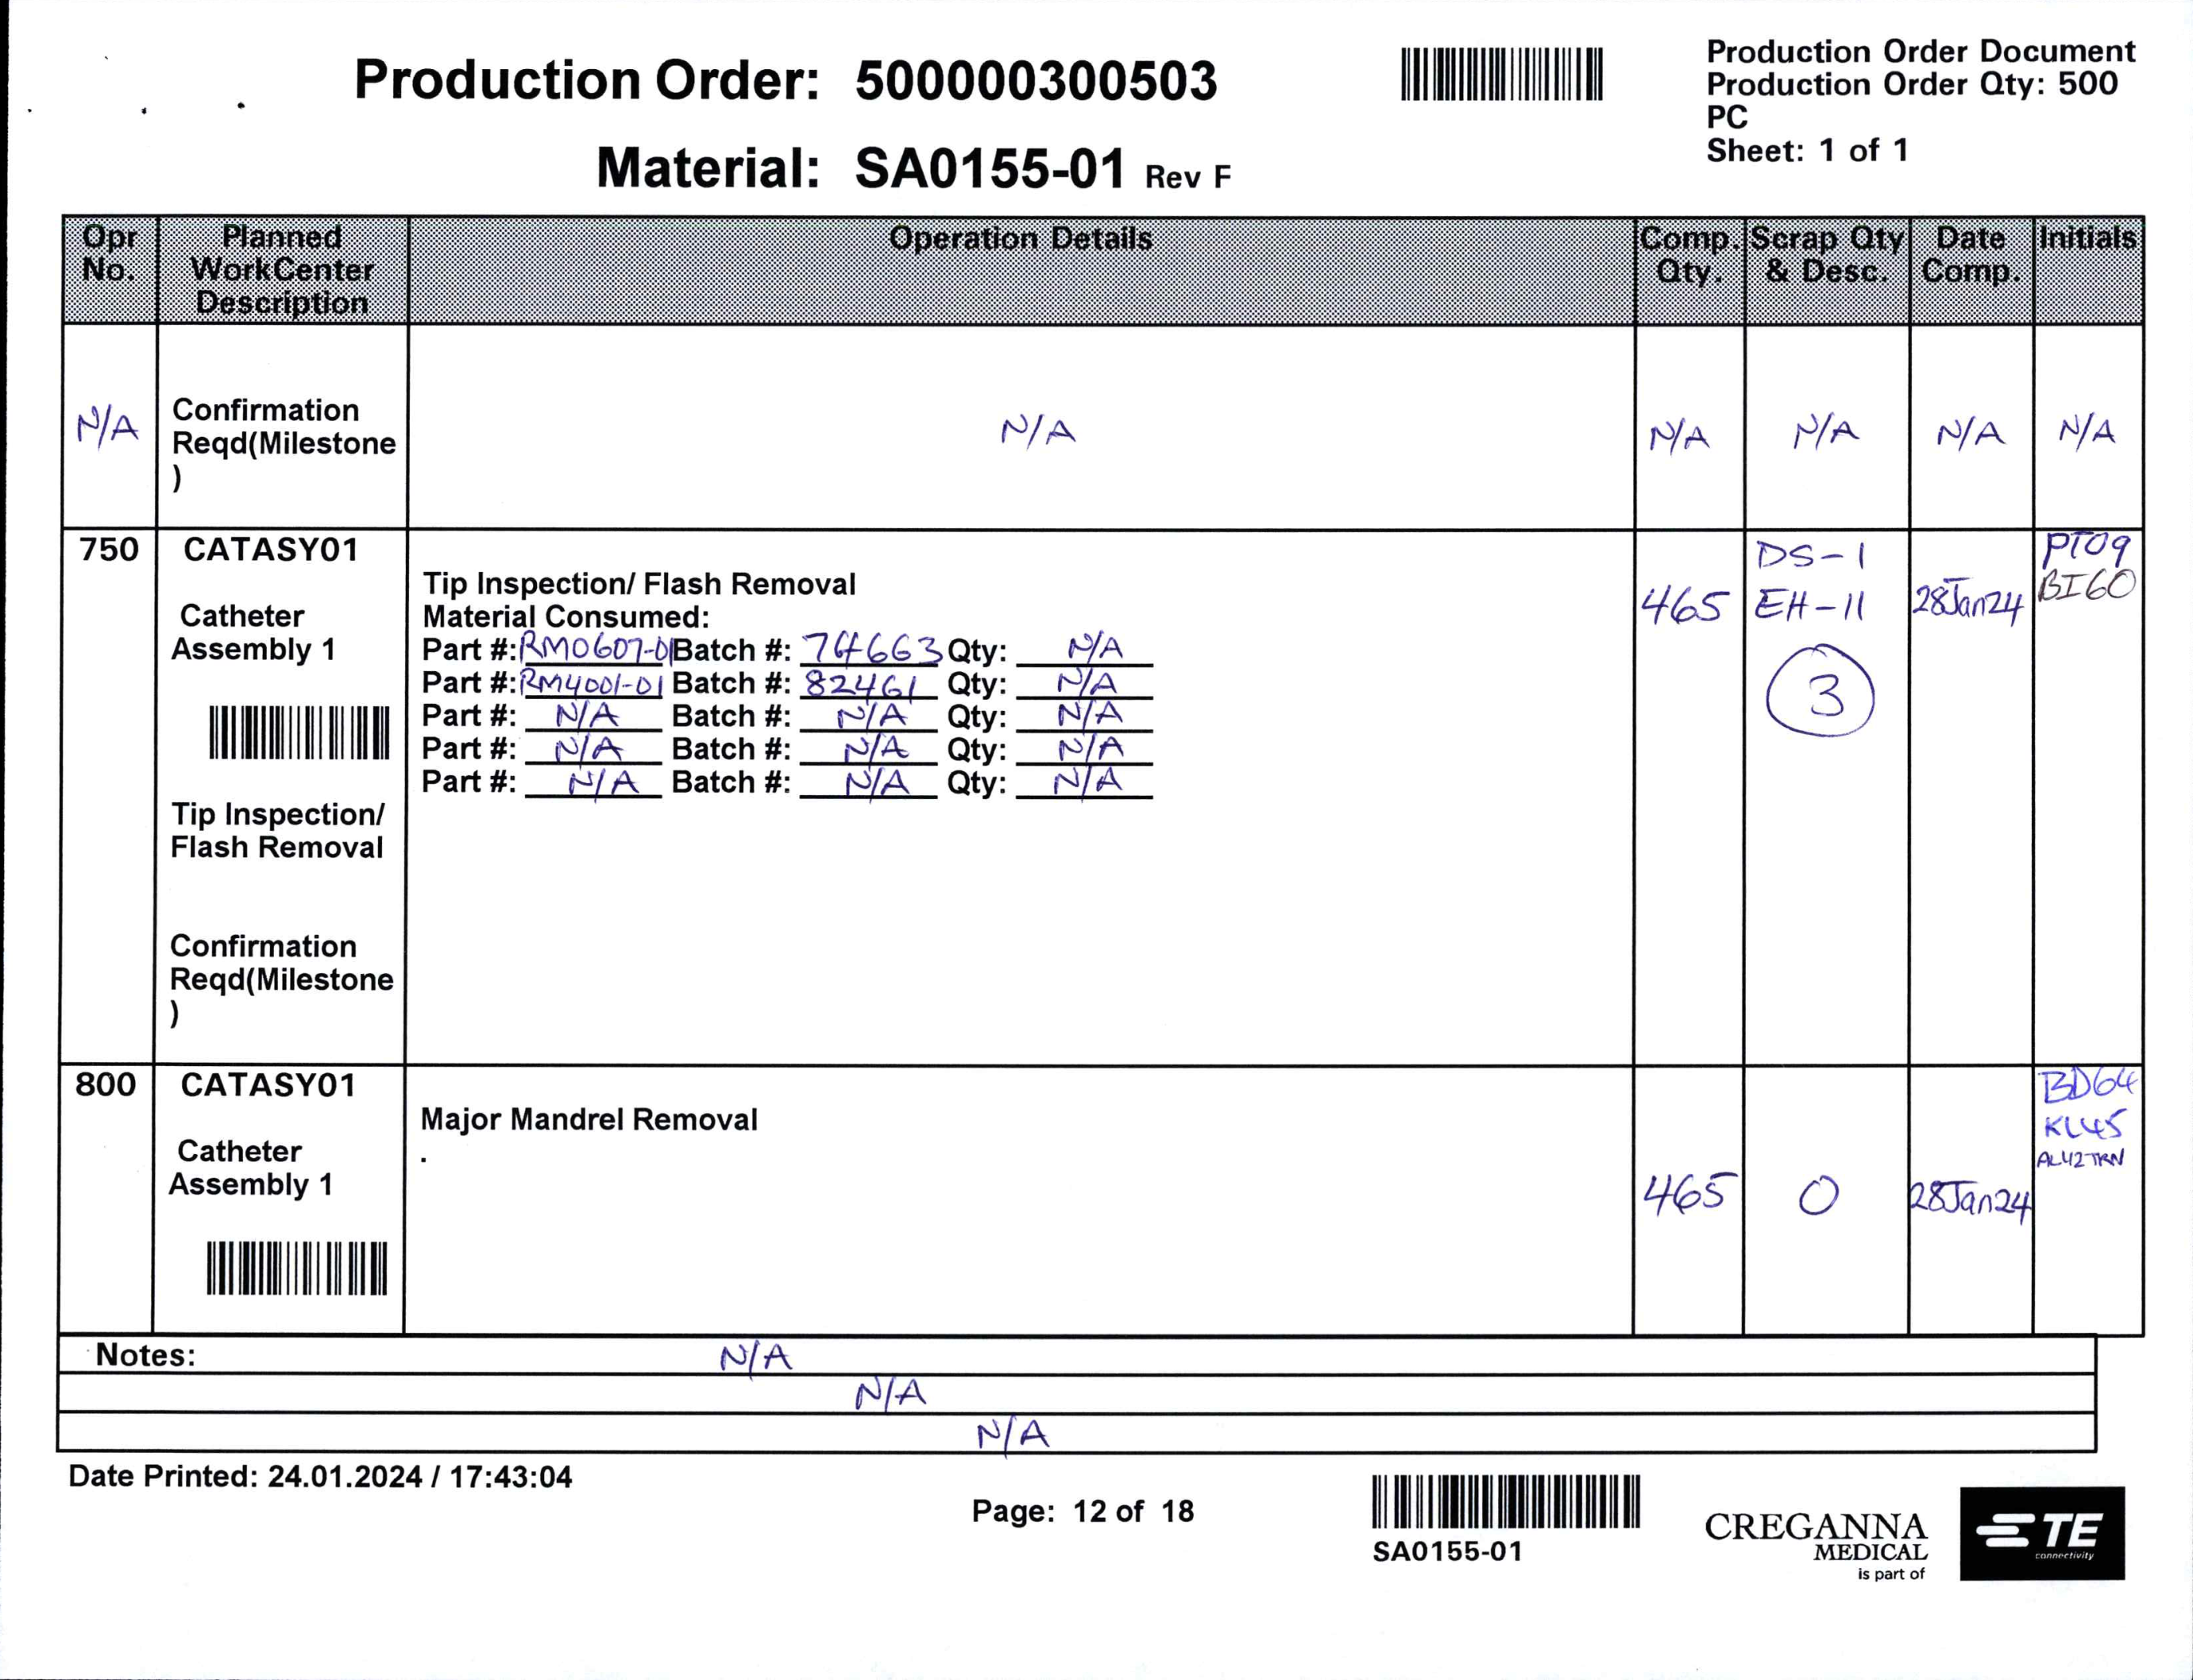 Production Order: 500000300503
Material: SA0155-01 Rev F
Production Order Document
Production Order Qty: 500
PC
Sheet: 1 of 1
Opr No. Planned WorkCenter Description Operation Details Comp. Qty. Scrap Qty & Desc. Date Comp. Initials
N/A Confirmation Reqd(Milestone ) N/A N/A N/A N/A N/A
750 CATASY01
Catheter
Assembly 1
Tip Inspection/
Flash Removal
Confirmation
Reqd(Milestone
)
Tip Inspection/ Flash Removal
Material Consumed:
Part #: RM0607-01 Batch #: 74663 Qty: N/A
Part #: RM4001-01 Batch #: 82461 Qty: N/A
Part #: N/A Batch #: N/A Qty: N/A
Part #: N/A Batch #: N/A Qty: N/A
Part #: N/A Batch #: N/A Qty: N/A
465
DS-1
EH-11
3
28Jan24
PT09
BI60
800 CATASY01
Catheter
Assembly 1
Major Mandrel Removal
.
465
0
28Jan24
BD64
KL45
AL42 TRN
Notes: N/A
N/A
N/A
Date Printed: 24.01.2024 / 17:43:04
Page: 12 of 18
SA0155-01
CREGANNA
MEDICAL
is part of
TE
connectivity